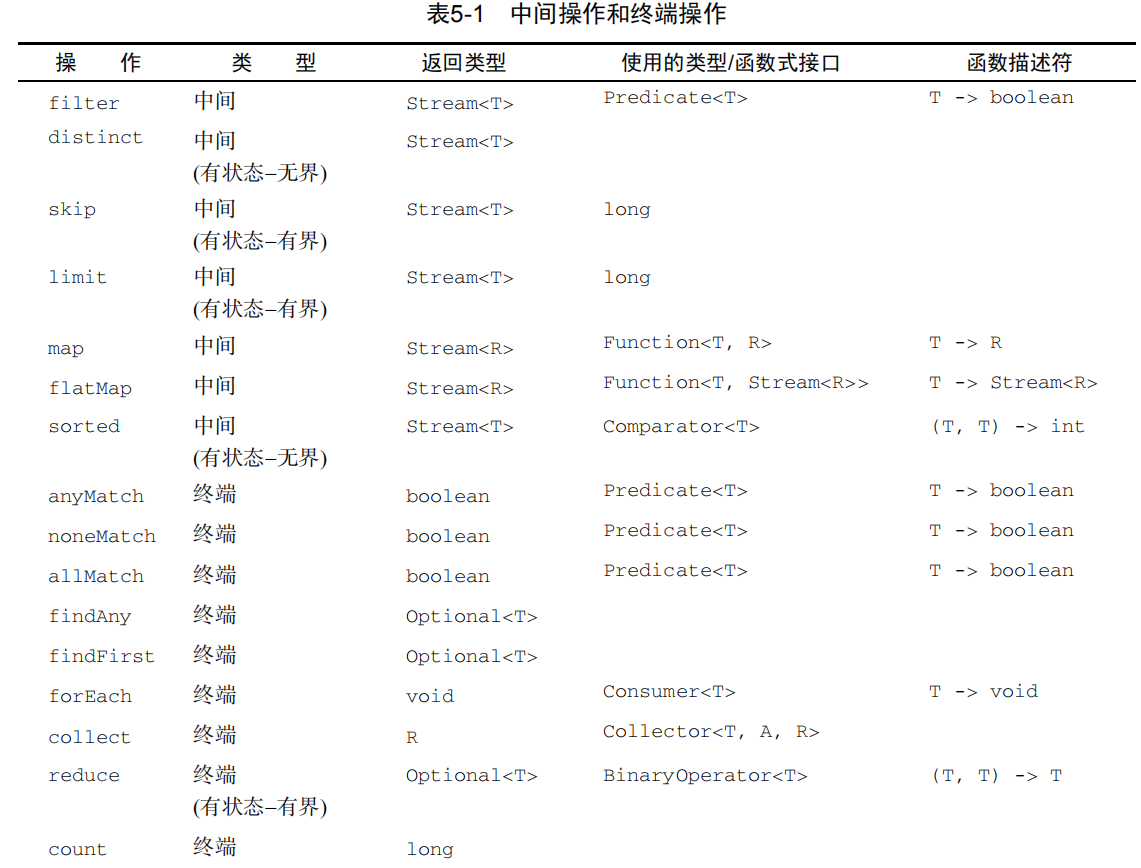 表5-1 中间操作和终端操作
操 作 类 型 返回类型 使用的类型/函数式接口 函数描述符
filter 中间 Stream<T> Predicate<T> T -> boolean
distinct 中间 Stream<T>
(有状态–无界)
skip 中间 Stream<T> long
(有状态–有界)
limit 中间 Stream<T> long
(有状态–有界)
map 中间 Stream<R> Function<T, R> T -> R
flatMap 中间 Stream<R> Function<T, Stream<R>> T -> Stream<R>
sorted 中间 Stream<T> Comparator<T> (T, T) -> int
(有状态–无界)
anyMatch 终端 boolean Predicate<T> T -> boolean
noneMatch 终端 boolean Predicate<T> T -> boolean
allMatch 终端 boolean Predicate<T> T -> boolean
findAny 终端 Optional<T>
findFirst 终端 Optional<T>
forEach 终端 void Consumer<T> T -> void
collect 终端 R Collector<T, A, R>
reduce 终端 Optional<T> BinaryOperator<T> (T, T) -> T
(有状态–有界)
count 终端 long